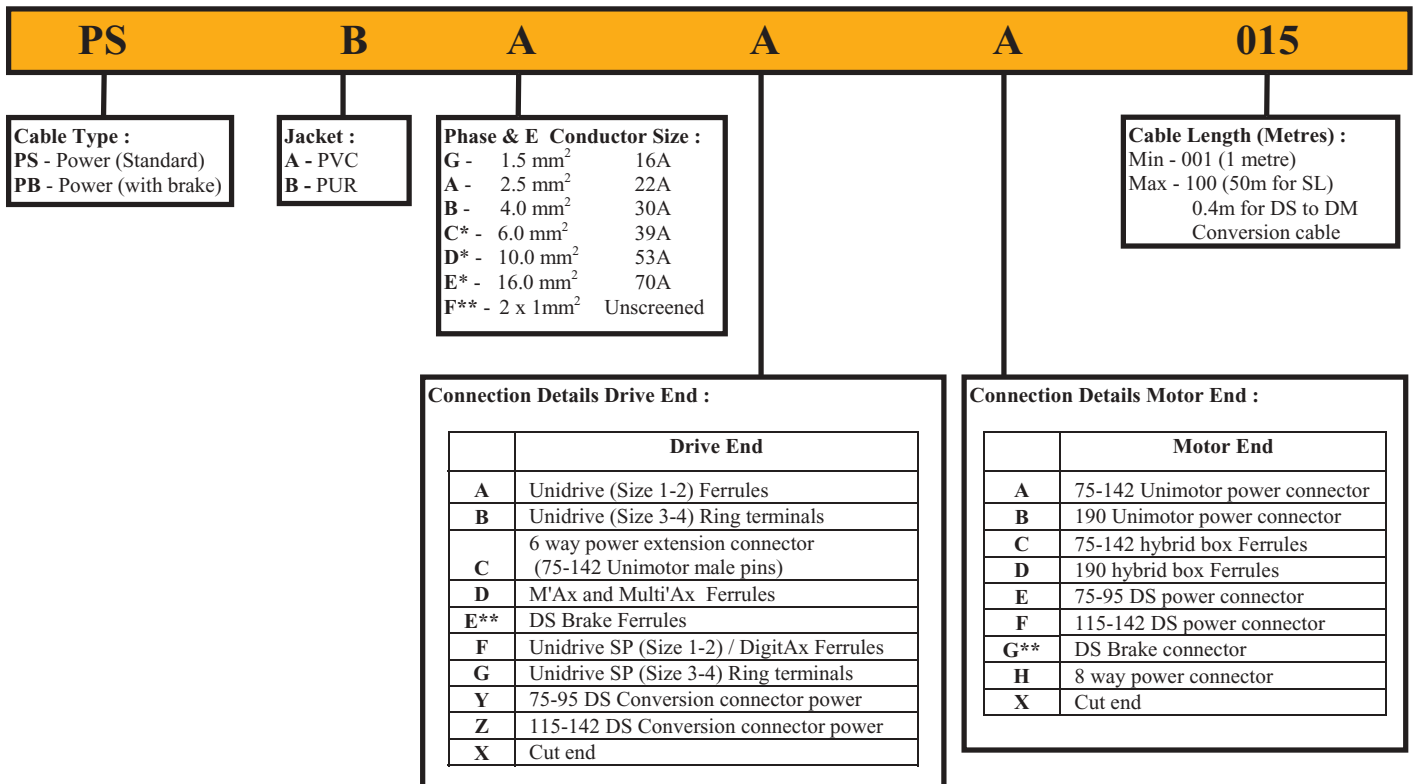 PS B A A A 015
Cable Type :
PS - Power (Standard)
PB - Power (with brake)
Jacket :
A - PVC
B - PUR
Phase & E Conductor Size :
G - 1.5 mm² 16A
A - 2.5 mm² 22A
B - 4.0 mm² 30A
C* - 6.0 mm² 39A
D* - 10.0 mm² 53A
E* - 16.0 mm² 70A
F** - 2 x 1mm² Unscreened
Cable Length (Metres) :
Min - 001 (1 metre)
Max - 100 (50m for SL)
0.4m for DS to DM
Conversion cable
Connection Details Drive End :
Drive End
A Unidrive (Size 1-2) Ferrules
B Unidrive (Size 3-4) Ring terminals
6 way power extension connector
C (75-142 Unimotor male pins)
D M'Ax and Multi'Ax Ferrules
E** DS Brake Ferrules
F Unidrive SP (Size 1-2) / DigitAx Ferrules
G Unidrive SP (Size 3-4) Ring terminals
Y 75-95 DS Conversion connector power
Z 115-142 DS Conversion connector power
X Cut end
Connection Details Motor End :
Motor End
A 75-142 Unimotor power connector
B 190 Unimotor power connector
C 75-142 hybrid box Ferrules
D 190 hybrid box Ferrules
E 75-95 DS power connector
F 115-142 DS power connector
G** DS Brake connector
H 8 way power connector
X Cut end